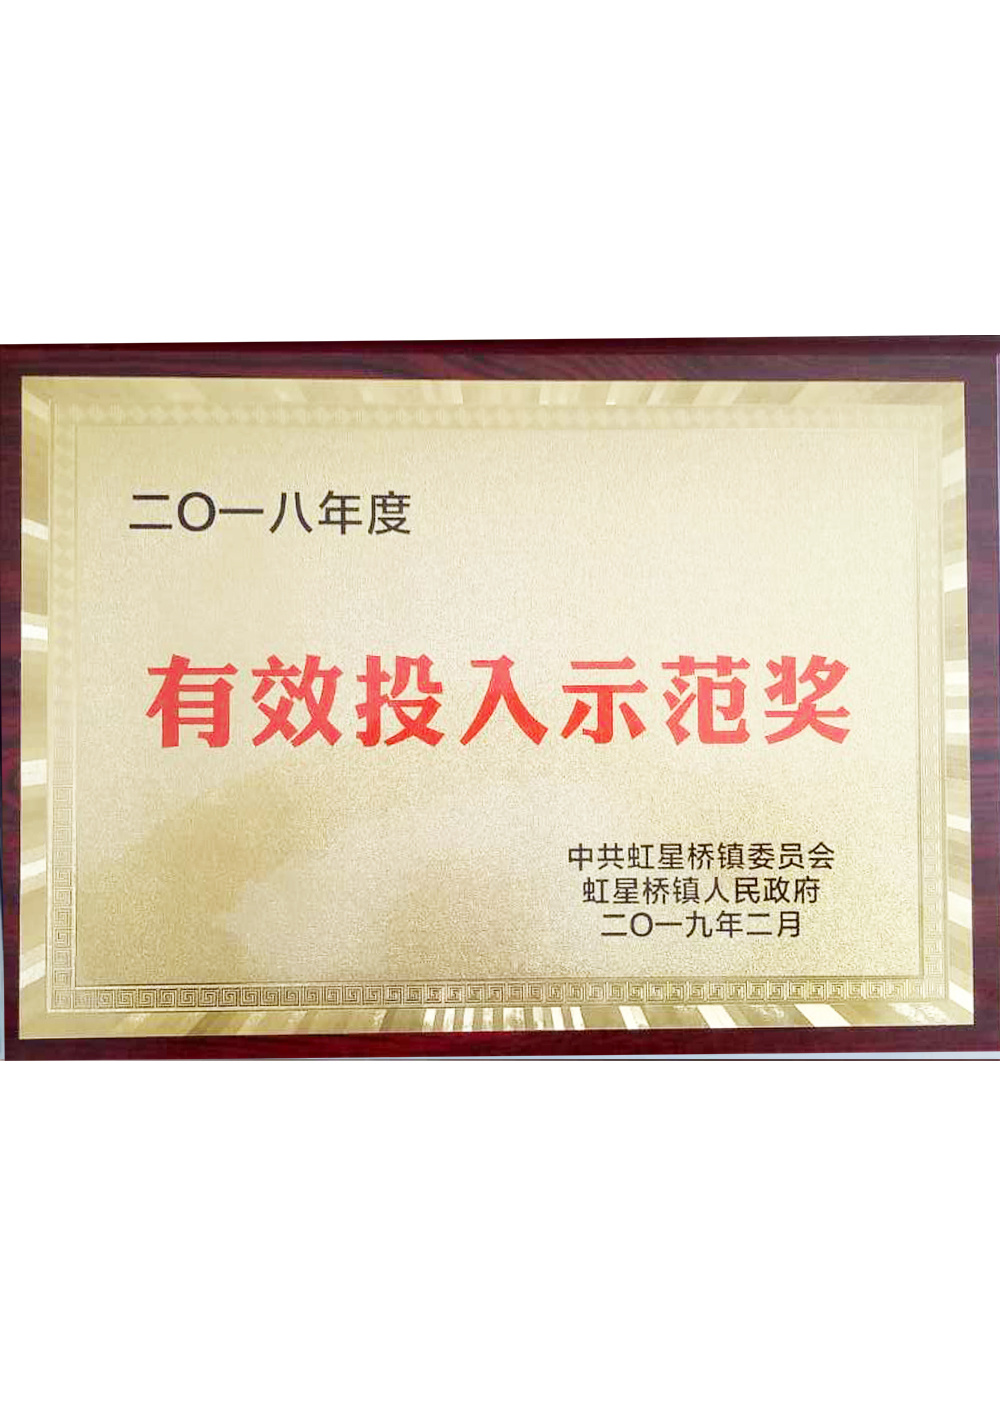 二〇一八年度
有效投入示范奖
中共虹星桥镇委员会
虹星桥镇人民政府
二〇一九年二月